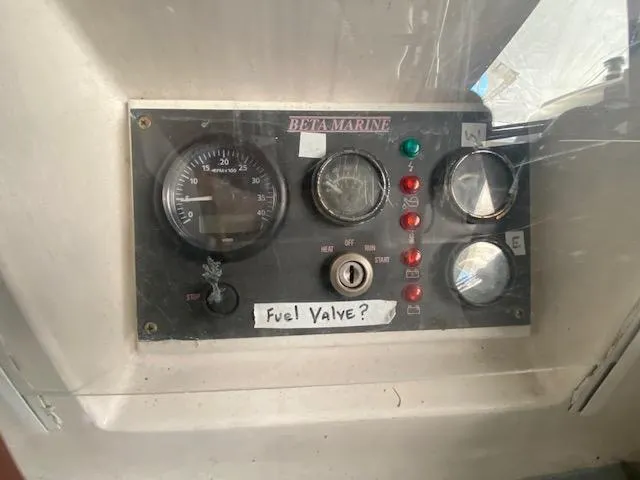 BETA MARINE
0 5 10 15 20 25 30 35 40
RPM x 100
HEAT OFF RUN START
STOP
Fuel Valve?
E